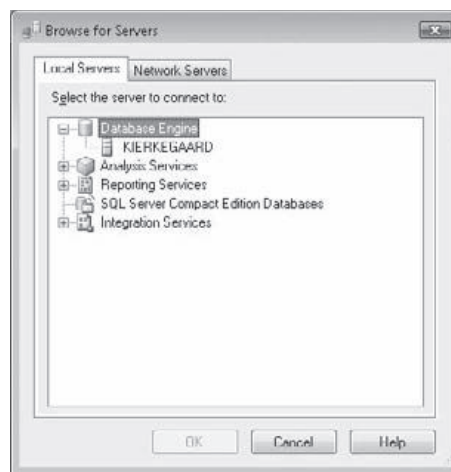 Browse for Servers
Local Servers Network Servers
Select the server to connect to:
Database Engine
KIERKEGAARD
Analysis Services
Reporting Services
SQL Server Compact Edition Databases
Integration Services
OK Cancel Help